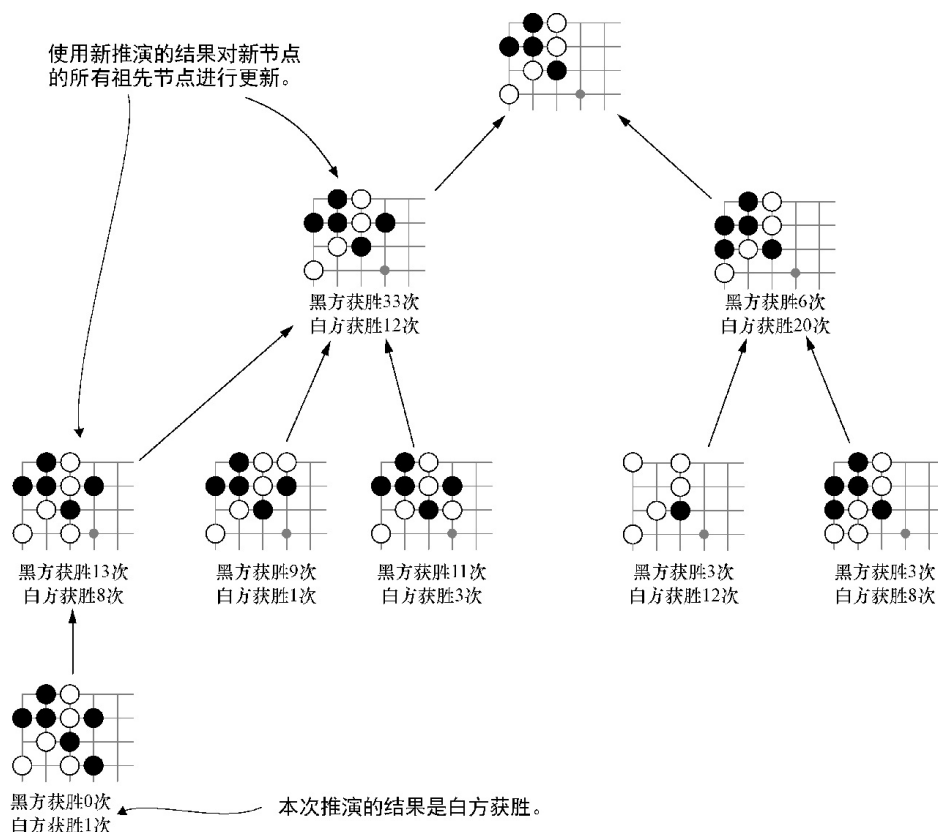 使用新推演的结果对新节点
的所有祖先节点进行更新。
黑方获胜33次
白方获胜12次
黑方获胜6次
白方获胜20次
黑方获胜13次
白方获胜8次
黑方获胜9次
白方获胜1次
黑方获胜11次
白方获胜3次
黑方获胜3次
白方获胜12次
黑方获胜3次
白方获胜8次
黑方获胜0次
白方获胜1次
本次推演的结果是白方获胜。